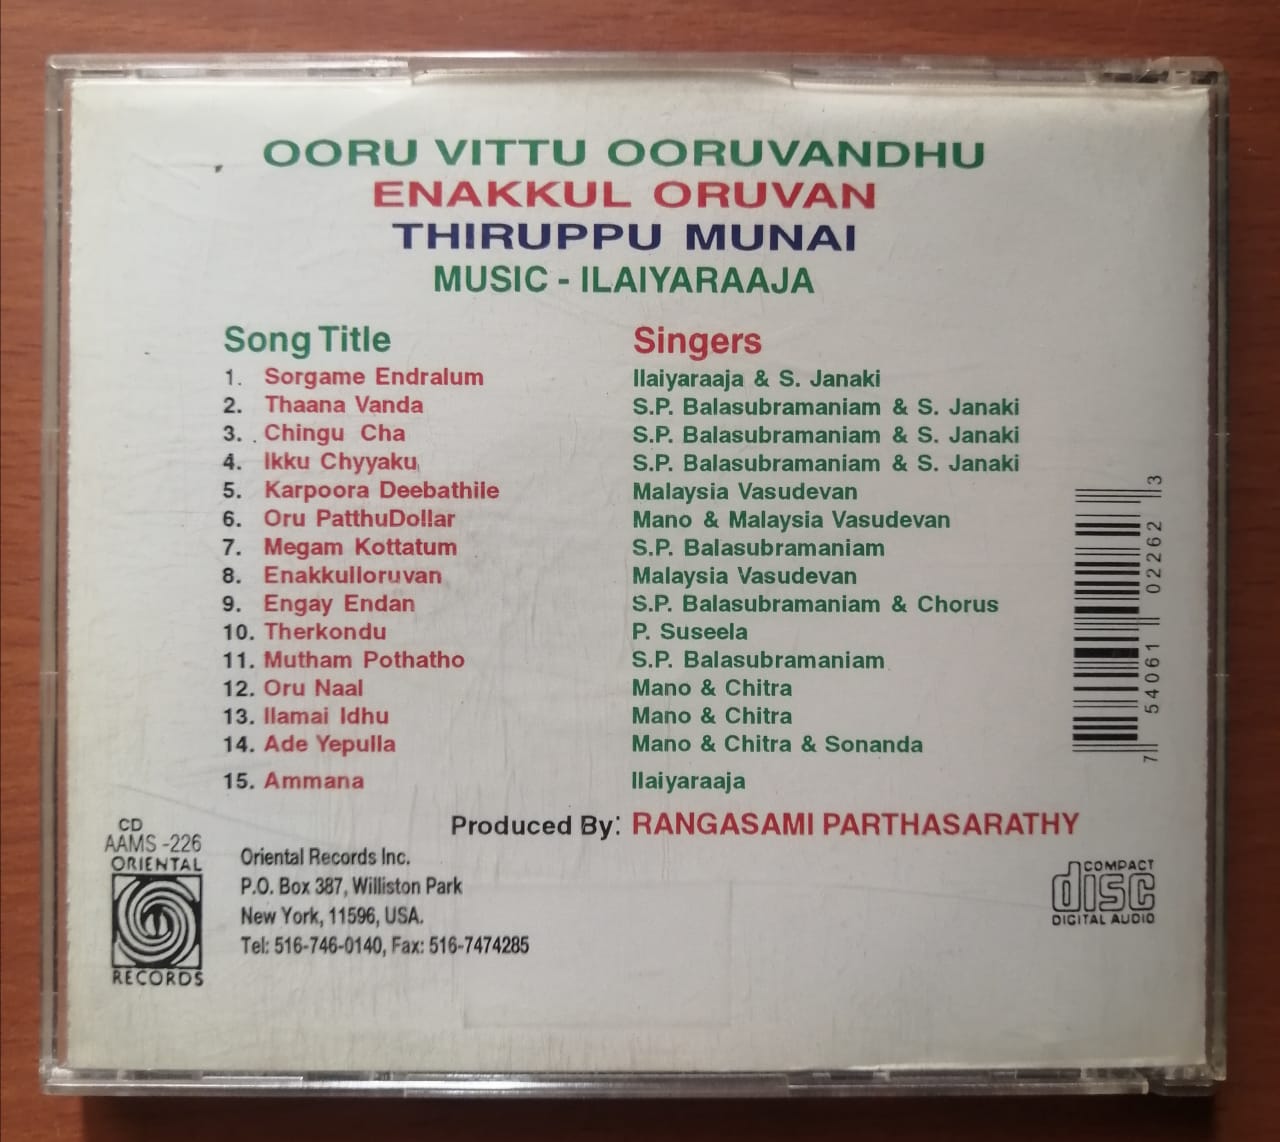 OORU VITTU OORUVANDHU
ENAKKUL ORUVAN
THIRUPPU MUNAI
MUSIC - ILAIYARAAJA
Song Title Singers
1. Sorgame Endralum Ilaiyaraaja & S. Janaki
2. Thaana Vanda S.P. Balasubramaniam & S. Janaki
3. Chingu Cha S.P. Balasubramaniam & S. Janaki
4. Ikku Chyyaku S.P. Balasubramaniam & S. Janaki
5. Karpoora Deebathile Malaysia Vasudevan
6. Oru PatthuDollar Mano & Malaysia Vasudevan
7. Megam Kottatum S.P. Balasubramaniam
8. Enakkulloruvan Malaysia Vasudevan
9. Engay Endan S.P. Balasubramaniam & Chorus
10. Therkondu P. Suseela
11. Mutham Pothatho S.P. Balasubramaniam
12. Oru Naal Mano & Chitra
13. Ilamai Idhu Mano & Chitra
14. Ade Yepulla Mano & Chitra & Sonanda
15. Ammana Ilaiyaraaja
7 54061 02262 3
Produced By: RANGASAMI PARTHASARATHY
CD
AAMS -226
ORIENTAL
RECORDS
Oriental Records Inc.
P.O. Box 387, Williston Park
New York, 11596, USA.
Tel: 516-746-0140, Fax: 516-7474285
COMPACT
disc
DIGITAL AUDIO